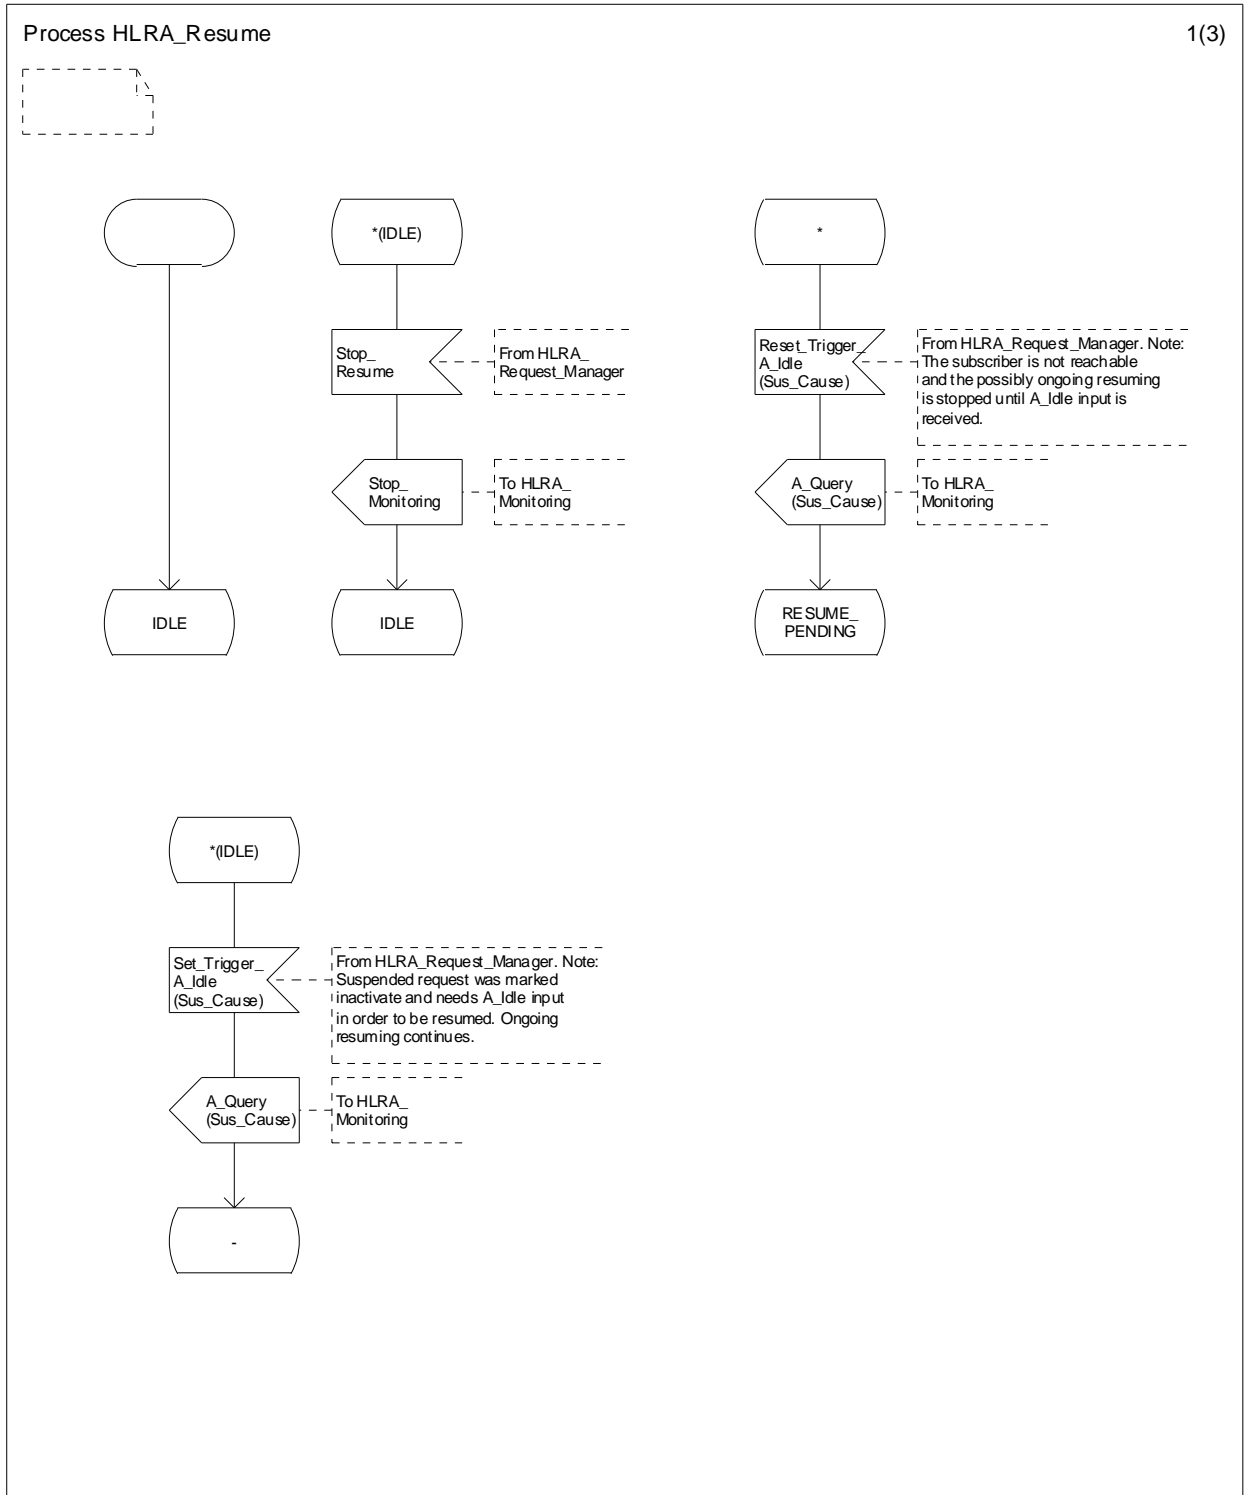 Process HLRA_Resume
1(3)
*(IDLE)
Stop_
Resume
From HLRA_
Request_Manager
Stop_
Monitoring
To HLRA_
Monitoring
IDLE
IDLE
*
Reset_Trigger_
A_Idle
(Sus_Cause)
From HLRA_Request_Manager. Note:
The subscriber is not reachable
and the possibly ongoing resuming
is stopped until A_Idle input is
received.
A_Query
(Sus_Cause)
To HLRA_
Monitoring
RESUME_
PENDING
*(IDLE)
Set_Trigger_
A_Idle
(Sus_Cause)
From HLRA_Request_Manager. Note:
Suspended request was marked
inactivate and needs A_Idle input
in order to be resumed. Ongoing
resuming continues.
A_Query
(Sus_Cause)
To HLRA_
Monitoring
-